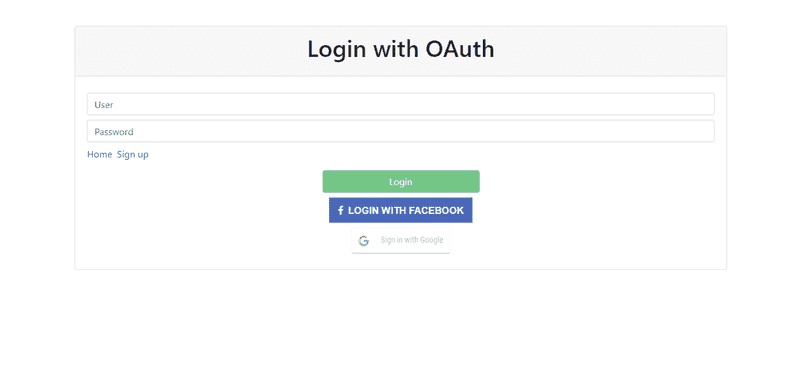 Login with OAuth
User
Password
Home Sign up
Login
LOGIN WITH FACEBOOK
Sign in with Google